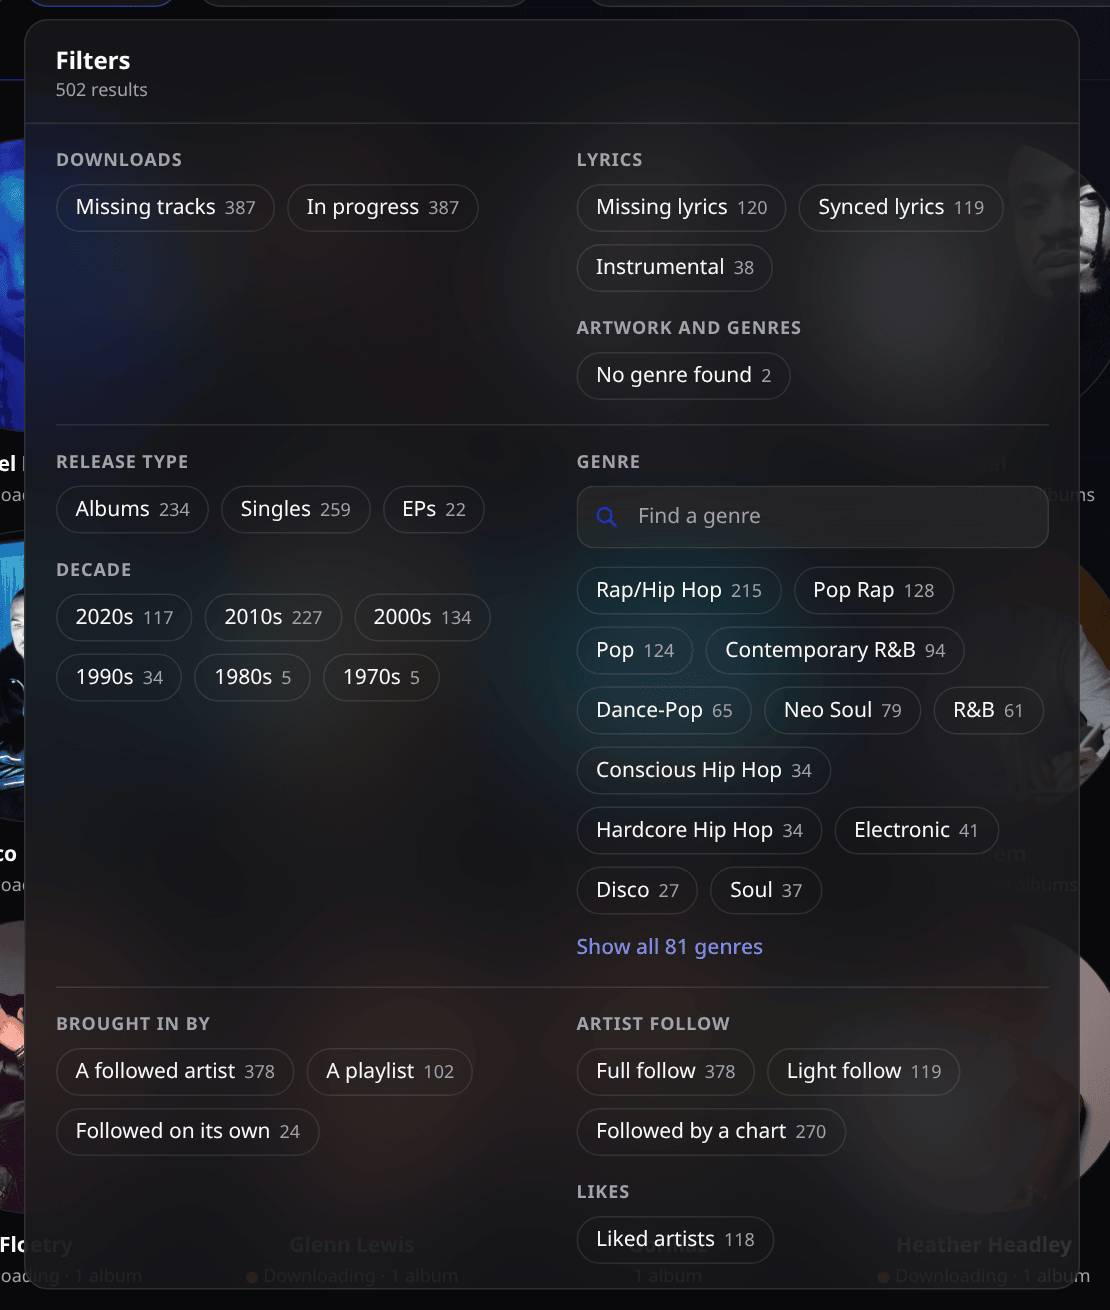 Filters
502 results
DOWNLOADS
Missing tracks 387
In progress 387
LYRICS
Missing lyrics 120
Synced lyrics 119
Instrumental 38
ARTWORK AND GENRES
No genre found 2
RELEASE TYPE
Albums 234
Singles 259
EPs 22
DECADE
2020s 117
2010s 227
2000s 134
1990s 34
1980s 5
1970s 5
GENRE
Find a genre
Rap/Hip Hop 215
Pop Rap 128
Pop 124
Contemporary R&B 94
Dance-Pop 65
Neo Soul 79
R&B 61
Conscious Hip Hop 34
Hardcore Hip Hop 34
Electronic 41
Disco 27
Soul 37
Show all 81 genres
BROUGHT IN BY
A followed artist 378
A playlist 102
Followed on its own 24
ARTIST FOLLOW
Full follow 378
Light follow 119
Followed by a chart 270
LIKES
Liked artists 118
Floetry
Glenn Lewis
Heather Headley
oading · 1 album
Downloading · 1 album
1 album
Downloading · 1 album